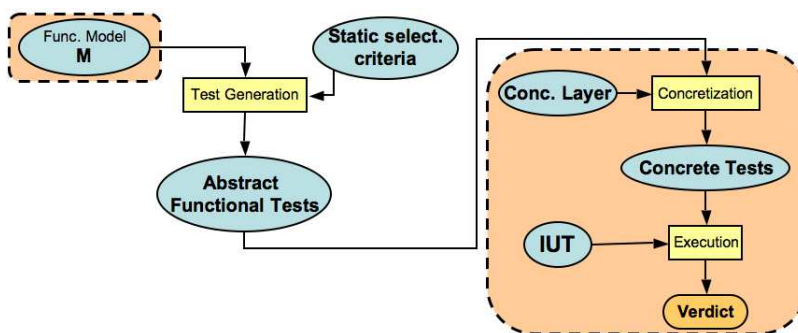 Func. Model
M
Static select.
criteria
Test Generation
Abstract
Functional Tests
Conc. Layer
Concretization
Concrete Tests
IUT
Execution
Verdict